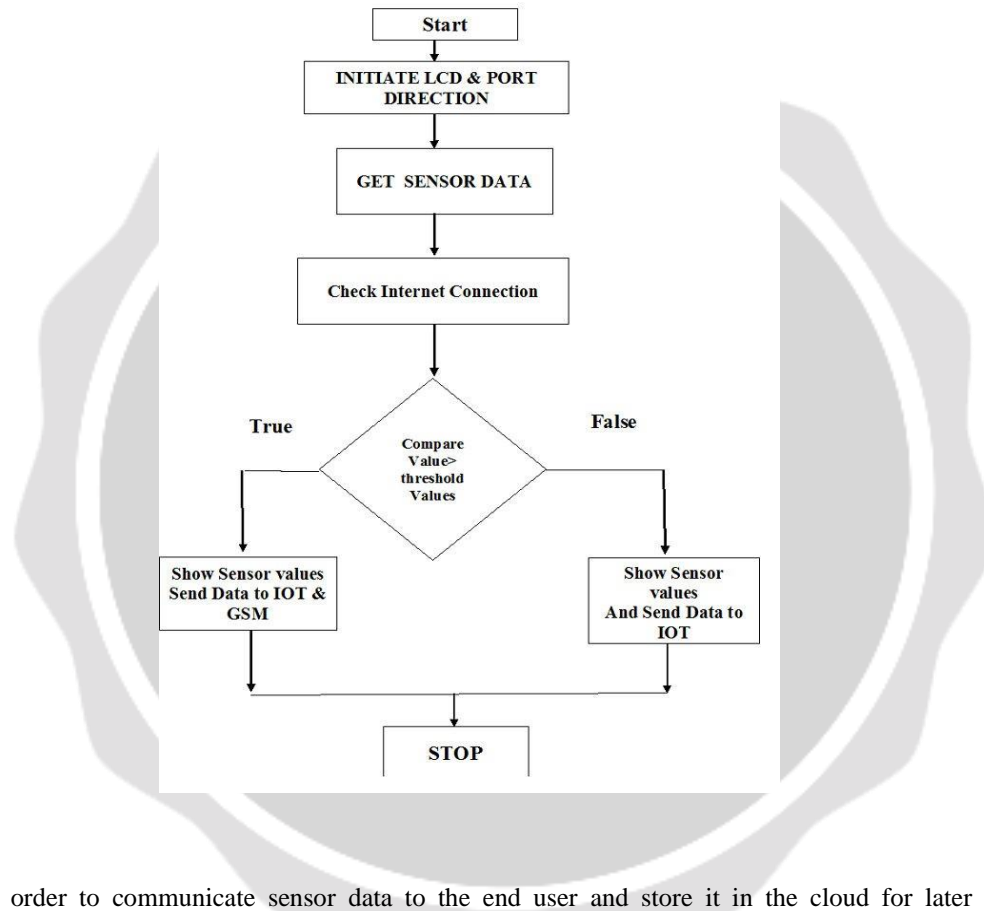 Start
INITIATE LCD & PORT
DIRECTION
GET SENSOR DATA
Check Internet Connection
True
False
Compare
Value>
threshold
Values
Show Sensor values
Send Data to IOT &
GSM
Show Sensor
values
And Send Data to
IOT
STOP
order to communicate sensor data to the end user and store it in the cloud for later